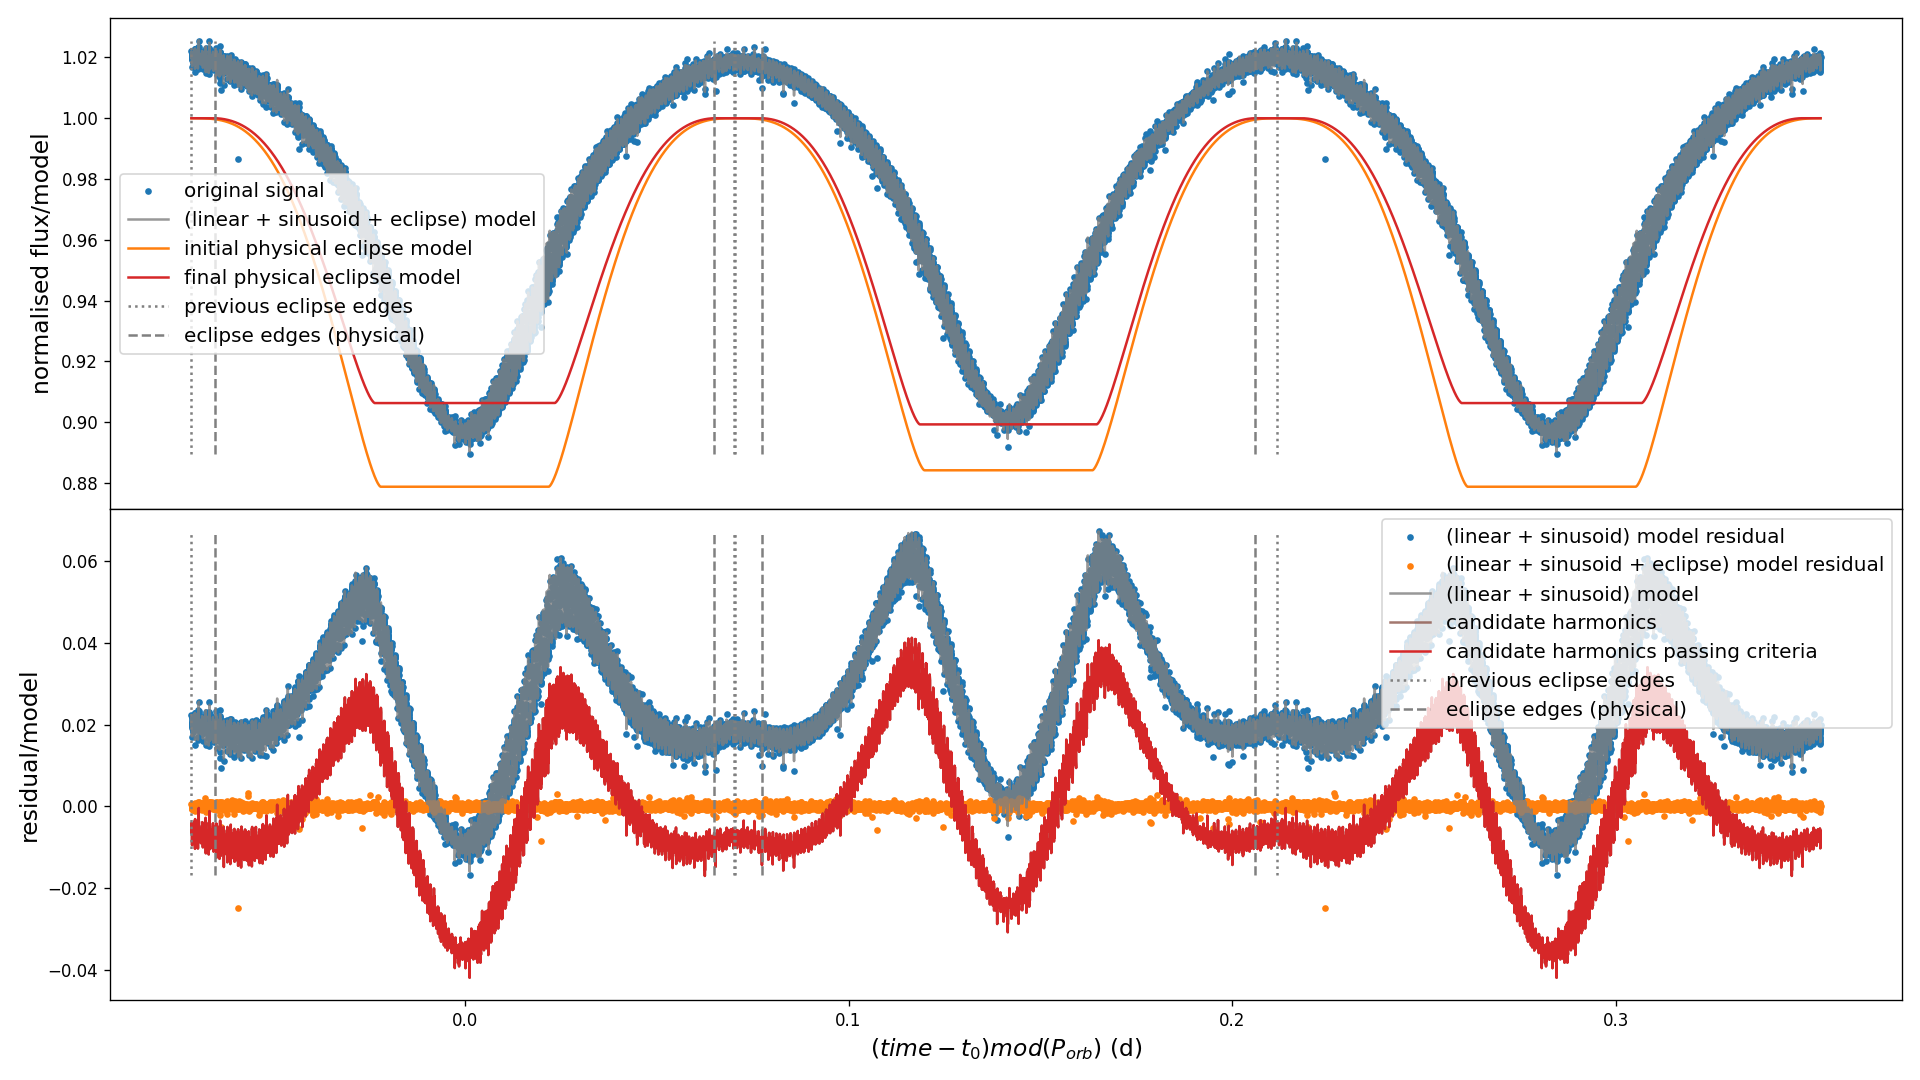 1.02
1.00
0.98
0.96
0.94
0.92
0.90
0.88
normalised flux/model
original signal
(linear + sinusoid + eclipse) model
initial physical eclipse model
final physical eclipse model
previous eclipse edges
eclipse edges (physical)
0.06
0.04
0.02
0.00
−0.02
−0.04
residual/model
(linear + sinusoid) model residual
(linear + sinusoid + eclipse) model residual
(linear + sinusoid) model
candidate harmonics
candidate harmonics passing criteria
previous eclipse edges
eclipse edges (physical)
0.0 0.1 0.2 0.3
(time − t₀)mod(P_orb) (d)